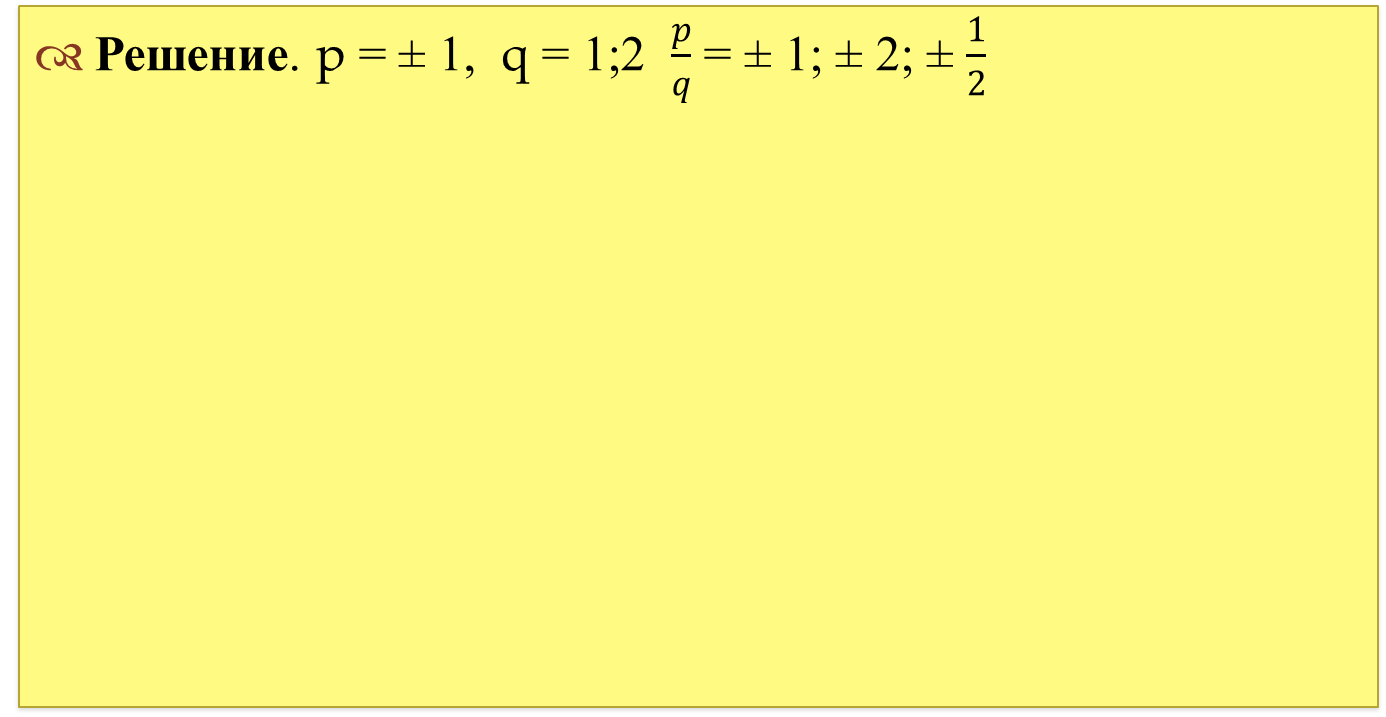 Решение. p = ± 1, q = 1;2 p/q = ± 1; ± 2; ± 1/2